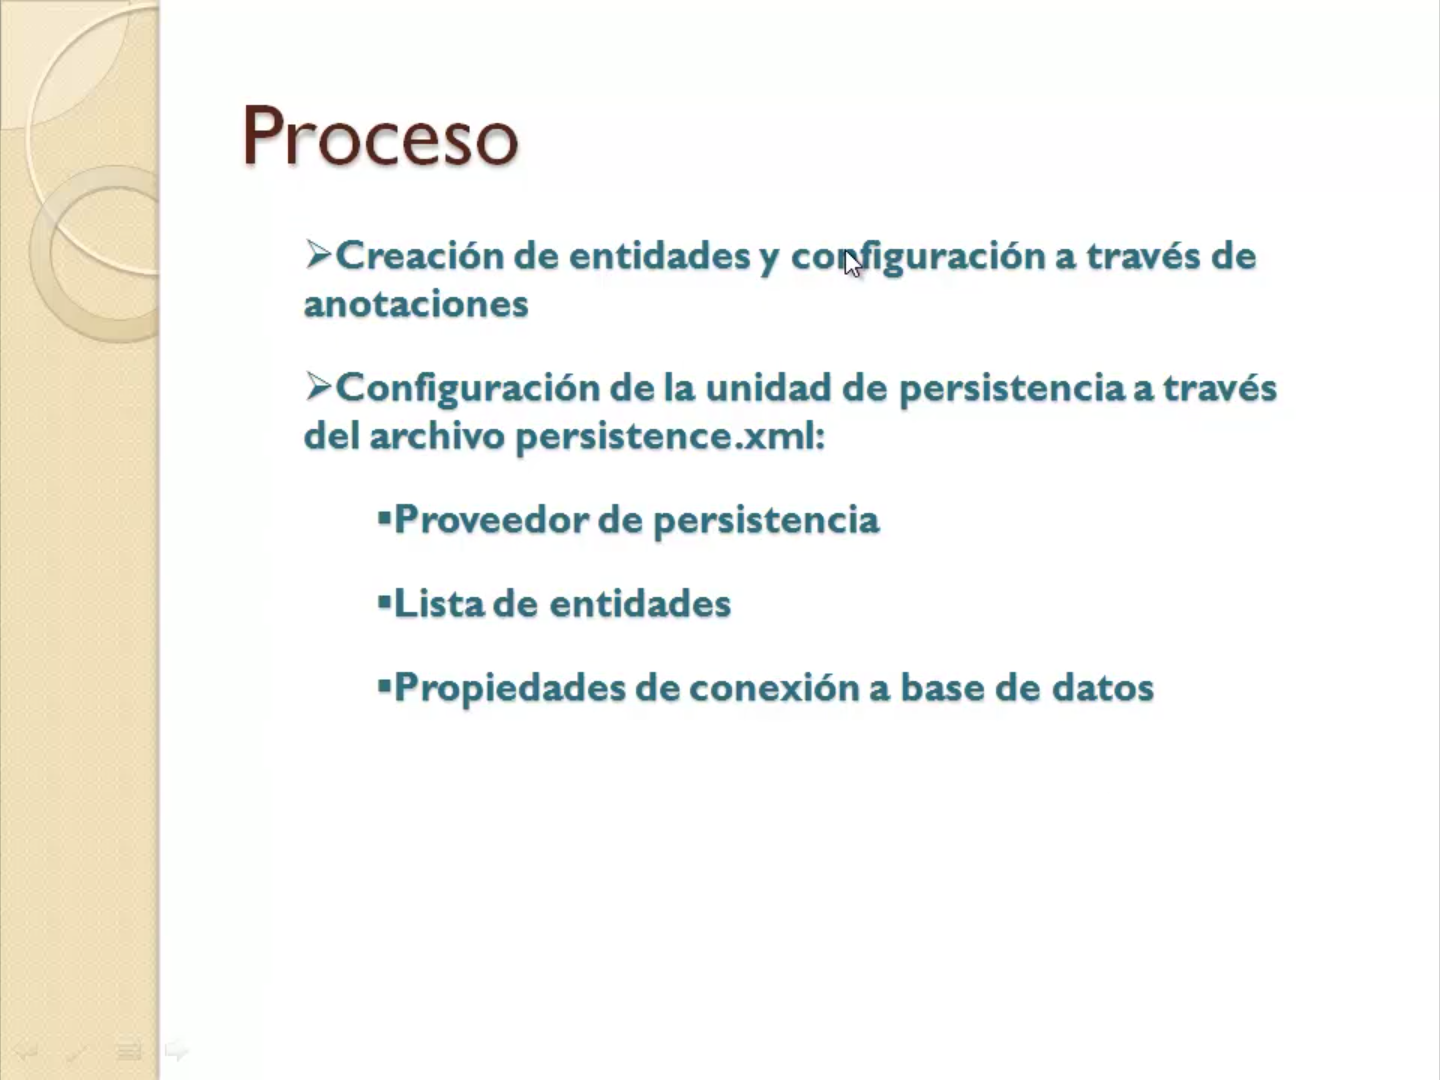 Proceso
➢Creación de entidades y configuración a través de
anotaciones
➢Configuración de la unidad de persistencia a través
del archivo persistence.xml:
▪Proveedor de persistencia
▪Lista de entidades
▪Propiedades de conexión a base de datos